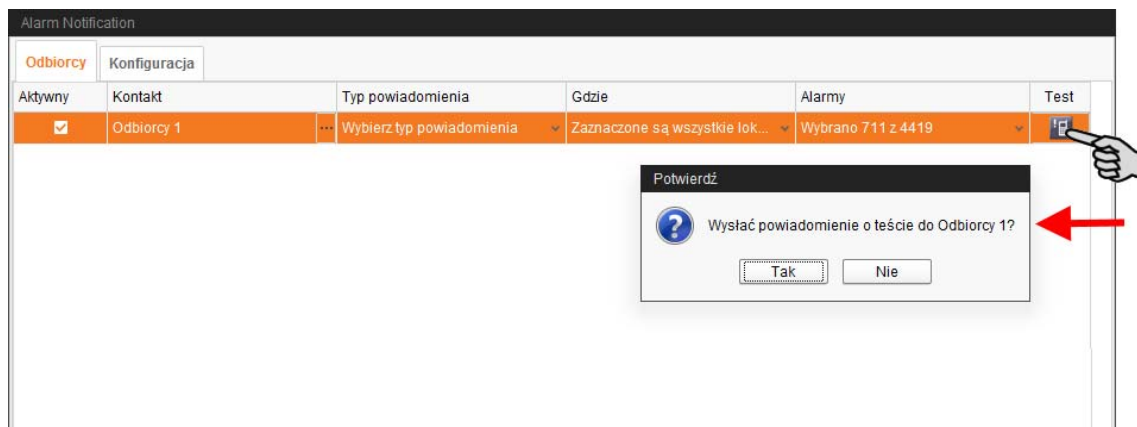 Alarm Notification
Odbiorcy Konfiguracja
Aktywny Kontakt Typ powiadomienia Gdzie Alarmy Test
Odbiorcy 1 ... Wybierz typ powiadomienia Zaznaczone są wszystkie lok... Wybrano 711 z 4419
Potwierdź
Wysłać powiadomienie o teście do Odbiorcy 1?
Tak Nie